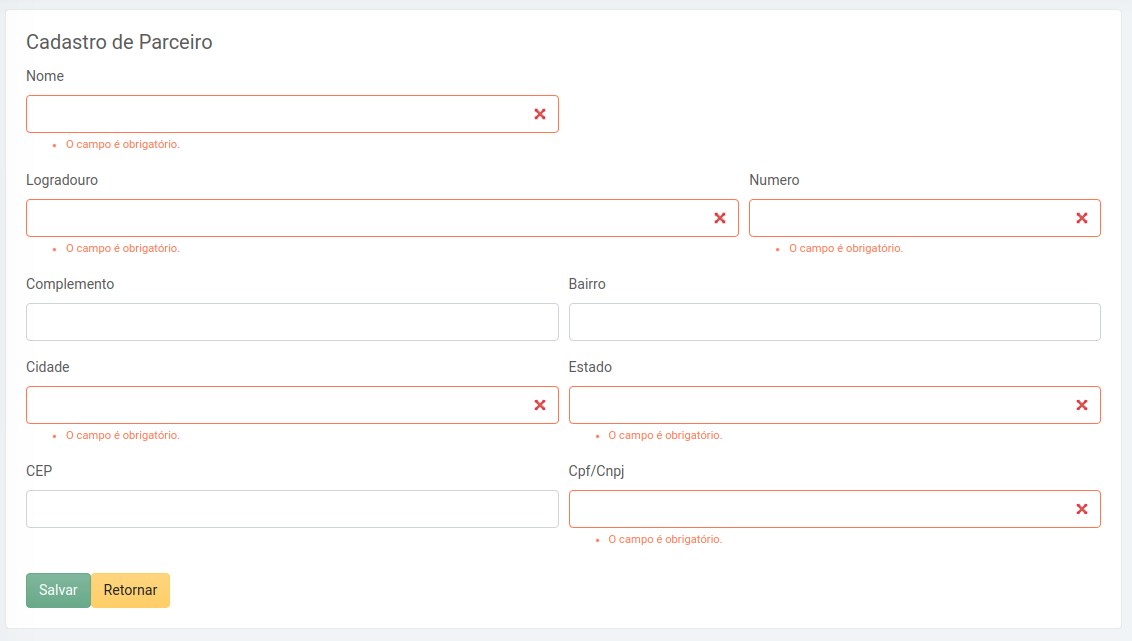 Cadastro de Parceiro
Nome
O campo é obrigatório.
Logradouro Numero
O campo é obrigatório. O campo é obrigatório.
Complemento Bairro
Cidade Estado
O campo é obrigatório. O campo é obrigatório.
CEP Cpf/Cnpj
O campo é obrigatório.
Salvar Retornar